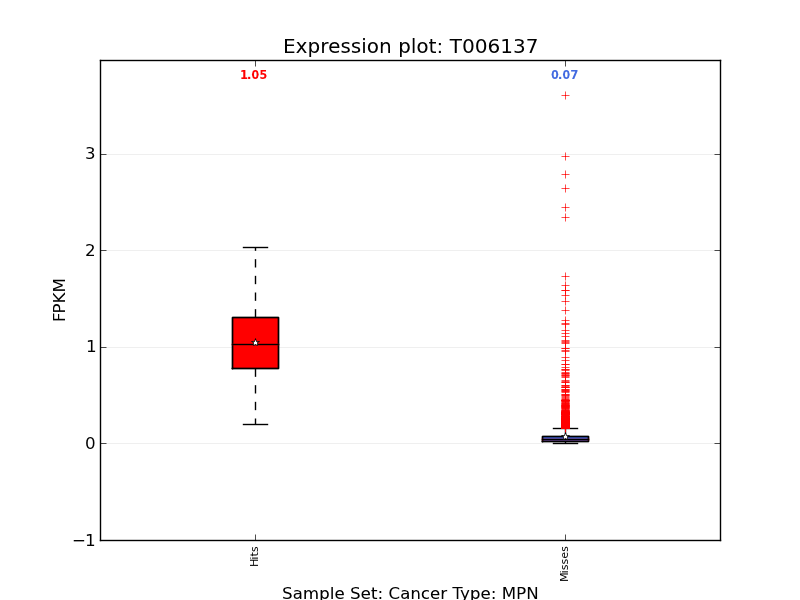 Expression plot: T006137
1.05
0.07
3
2
1
0
−1
FPKM
Hits
Misses
Sample Set: Cancer Type: MPN